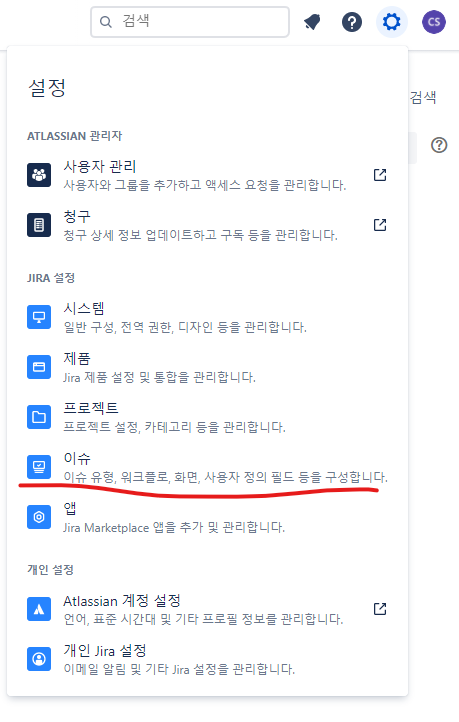 검색
CS
설정
검색
ATLASSIAN 관리자
사용자 관리
사용자와 그룹을 추가하고 액세스 요청을 관리합니다.
청구
청구 상세 정보 업데이트하고 구독 등을 관리합니다.
JIRA 설정
시스템
일반 구성, 전역 권한, 디자인 등을 관리합니다.
제품
Jira 제품 설정 및 통합을 관리합니다.
프로젝트
프로젝트 설정, 카테고리 등을 관리합니다.
이슈
이슈 유형, 워크플로, 화면, 사용자 정의 필드 등을 구성합니다.
앱
Jira Marketplace 앱을 추가 및 관리합니다.
개인 설정
Atlassian 계정 설정
언어, 표준 시간대 및 기타 프로필 정보를 관리합니다.
개인 Jira 설정
이메일 알림 및 기타 Jira 설정을 관리합니다.